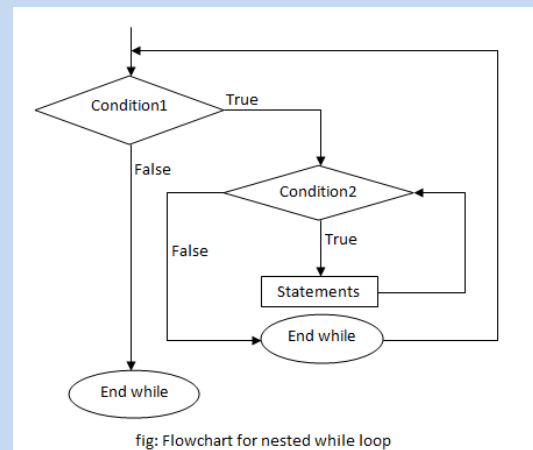 Condition1
True
False
Condition2
True
False
Statements
End while
End while
fig: Flowchart for nested while loop